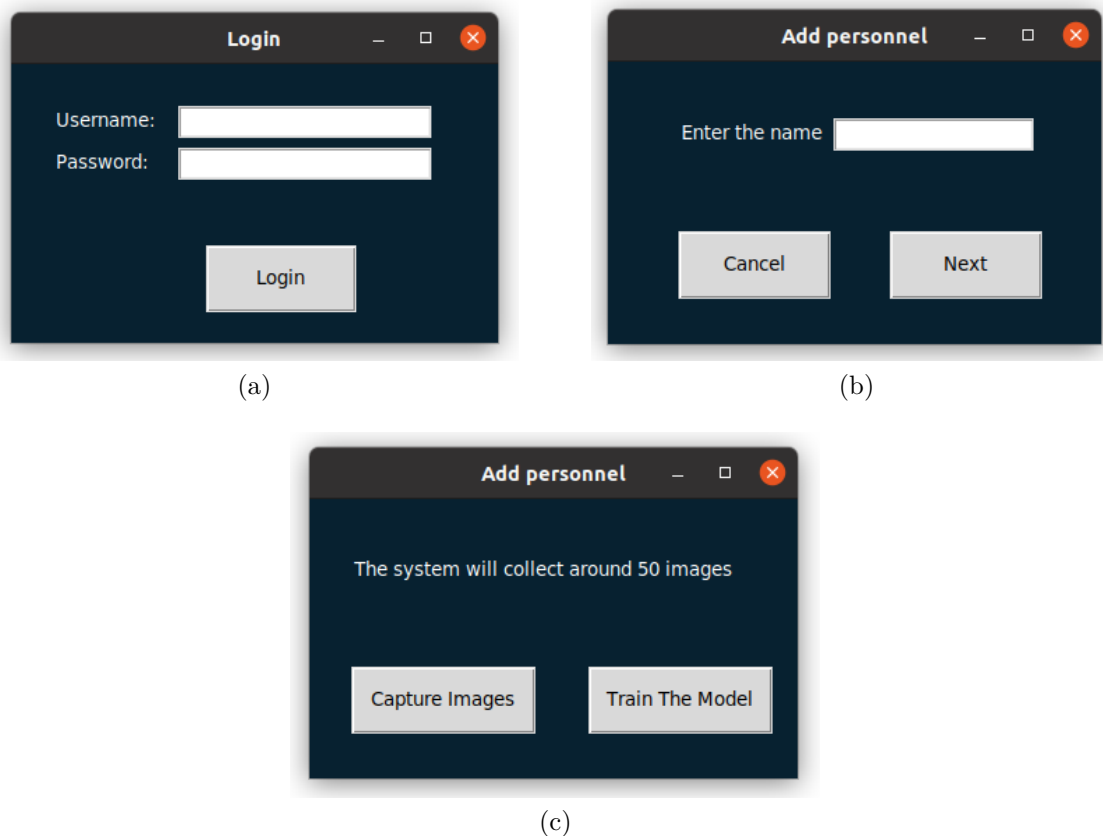 Login
Username:
Password:
Login
(a)
Add personnel
Enter the name
Cancel Next
(b)
Add personnel
The system will collect around 50 images
Capture Images Train The Model
(c)